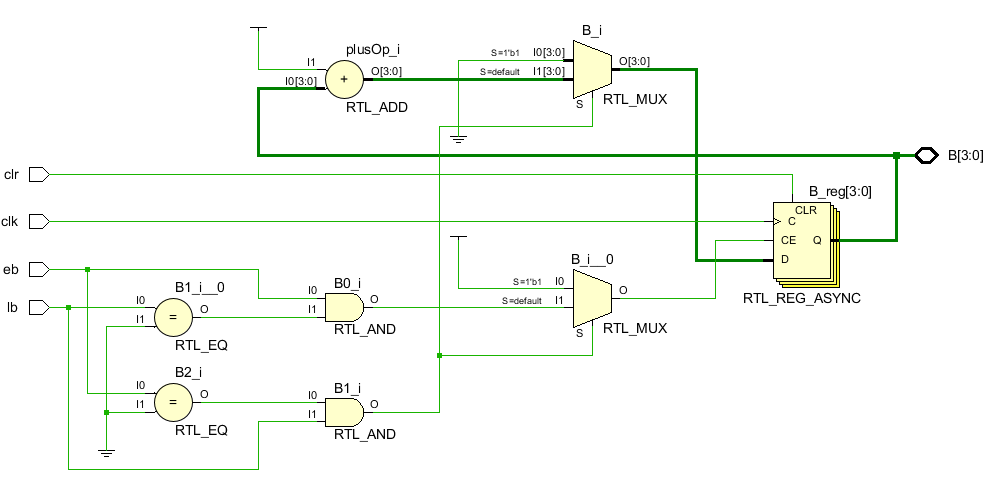 B_i
plusOp_i
S=1'b1
I0[3:0]
O[3:0]
I1
O[3:0]
S=default
I1[3:0]
I0[3:0]
+
RTL_ADD
S
RTL_MUX
B[3:0]
clr
B_reg[3:0]
CLR
clk
C
CE
Q
D
RTL_REG_ASYNC
eb
B_i__0
B1_i__0
B0_i
S=1'b1
I0
O
lb
I0
O
I0
O
S=default
I1
I1
=
I1
RTL_AND
S
RTL_MUX
RTL_EQ
B2_i
B1_i
I0
O
I0
O
I1
=
I1
RTL_EQ
RTL_AND